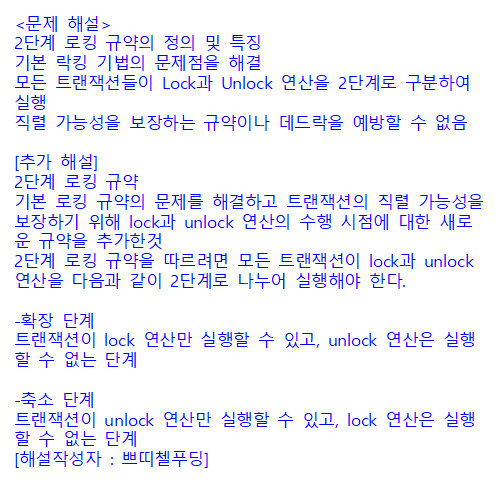 <문제 해설>
2단계 로킹 규약의 정의 및 특징
기본 락킹 기법의 문제점을 해결
모든 트랜잭션들이 Lock과 Unlock 연산을 2단계로 구분하여
실행
직렬 가능성을 보장하는 규약이나 데드락을 예방할 수 없음
[추가 해설]
2단계 로킹 규약
기본 로킹 규약의 문제를 해결하고 트랜잭션의 직렬 가능성을
보장하기 위해 lock과 unlock 연산의 수행 시점에 대한 새로
운 규약을 추가한것
2단계 로킹 규약을 따르려면 모든 트랜잭션이 lock과 unlock
연산을 다음과 같이 2단계로 나누어 실행해야 한다.
-확장 단계
트랜잭션이 lock 연산만 실행할 수 있고, unlock 연산은 실행
할 수 없는 단계
-축소 단계
트랜잭션이 unlock 연산만 실행할 수 있고, lock 연산은 실행
할 수 없는 단계
[해설작성자 : 쁘띠첼푸딩]